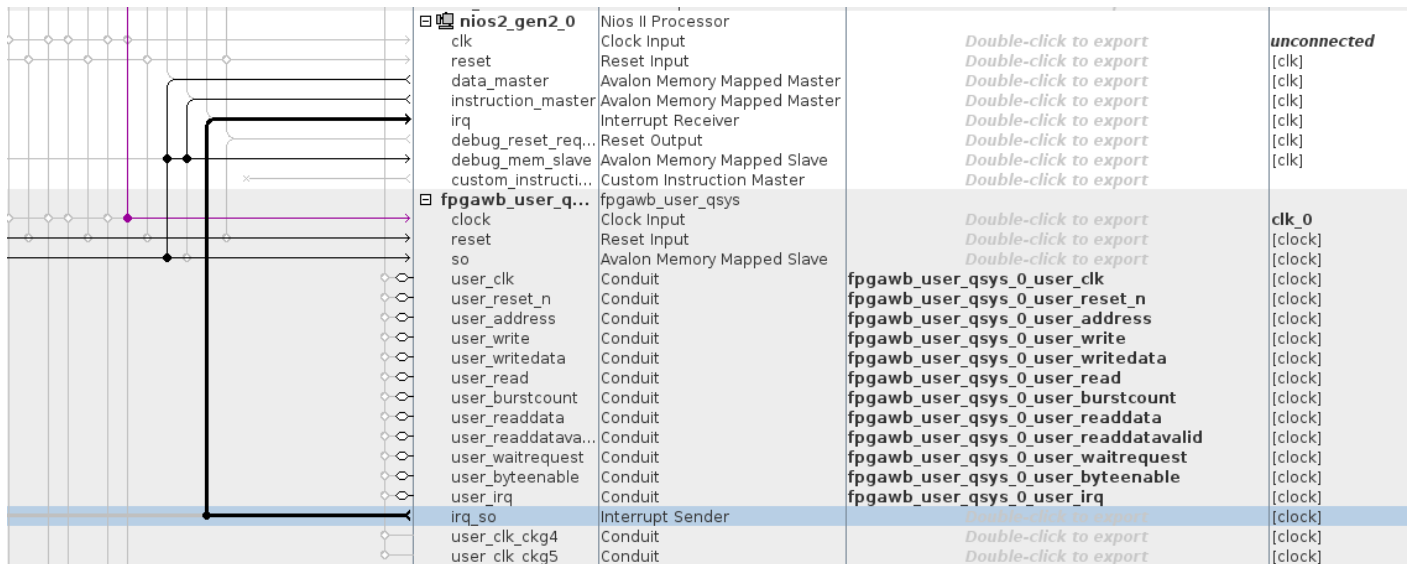 nios2_gen2_0 Nios II Processor
clk Clock Input Double-click to export unconnected
reset Reset Input Double-click to export [clk]
data_master Avalon Memory Mapped Master Double-click to export [clk]
instruction_master Avalon Memory Mapped Master Double-click to export [clk]
irq Interrupt Receiver Double-click to export [clk]
debug_reset_req... Reset Output Double-click to export [clk]
debug_mem_slave Avalon Memory Mapped Slave Double-click to export [clk]
custom_instructi... Custom Instruction Master Double-click to export
fpgawb_user_q... fpgawb_user_qsys
clock Clock Input Double-click to export clk_0
reset Reset Input Double-click to export [clock]
so Avalon Memory Mapped Slave Double-click to export [clock]
user_clk Conduit fpgawb_user_qsys_0_user_clk [clock]
user_reset_n Conduit fpgawb_user_qsys_0_user_reset_n [clock]
user_address Conduit fpgawb_user_qsys_0_user_address [clock]
user_write Conduit fpgawb_user_qsys_0_user_write [clock]
user_writedata Conduit fpgawb_user_qsys_0_user_writedata [clock]
user_read Conduit fpgawb_user_qsys_0_user_read [clock]
user_burstcount Conduit fpgawb_user_qsys_0_user_burstcount [clock]
user_readdata Conduit fpgawb_user_qsys_0_user_readdata [clock]
user_readdatava... Conduit fpgawb_user_qsys_0_user_readdatavalid [clock]
user_waitrequest Conduit fpgawb_user_qsys_0_user_waitrequest [clock]
user_byteenable Conduit fpgawb_user_qsys_0_user_byteenable [clock]
user_irq Conduit fpgawb_user_qsys_0_user_irq [clock]
irq_so Interrupt Sender Double-click to export [clock]
user_clk_ckg4 Conduit Double-click to export [clock]
user_clk_ckg5 Conduit Double-click to export [clock]